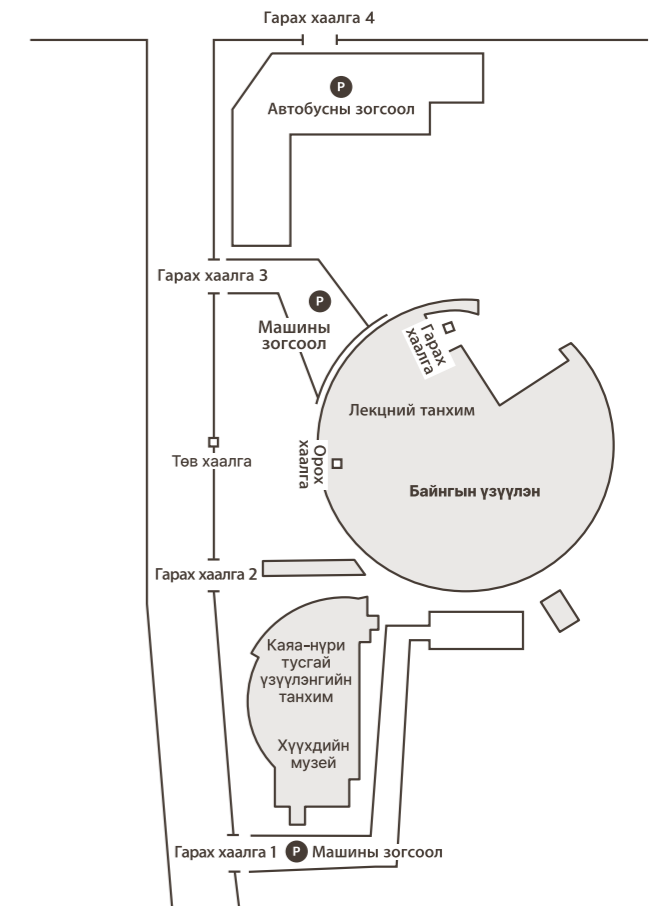 Гарах хаалга 4
P
Автобусны зогсоол
Гарах хаалга 3
P
Машины
зогсоол
Гарах
хаалга
Лекцний танхим
Төв хаалга
Орох
хаалга
Байнгын үзүүлэн
Гарах хаалга 2
Каяа-нүри
тусгай
үзүүлэнгийн
танхим
Хүүхдийн
музей
Гарах хаалга 1 P Машины зогсоол